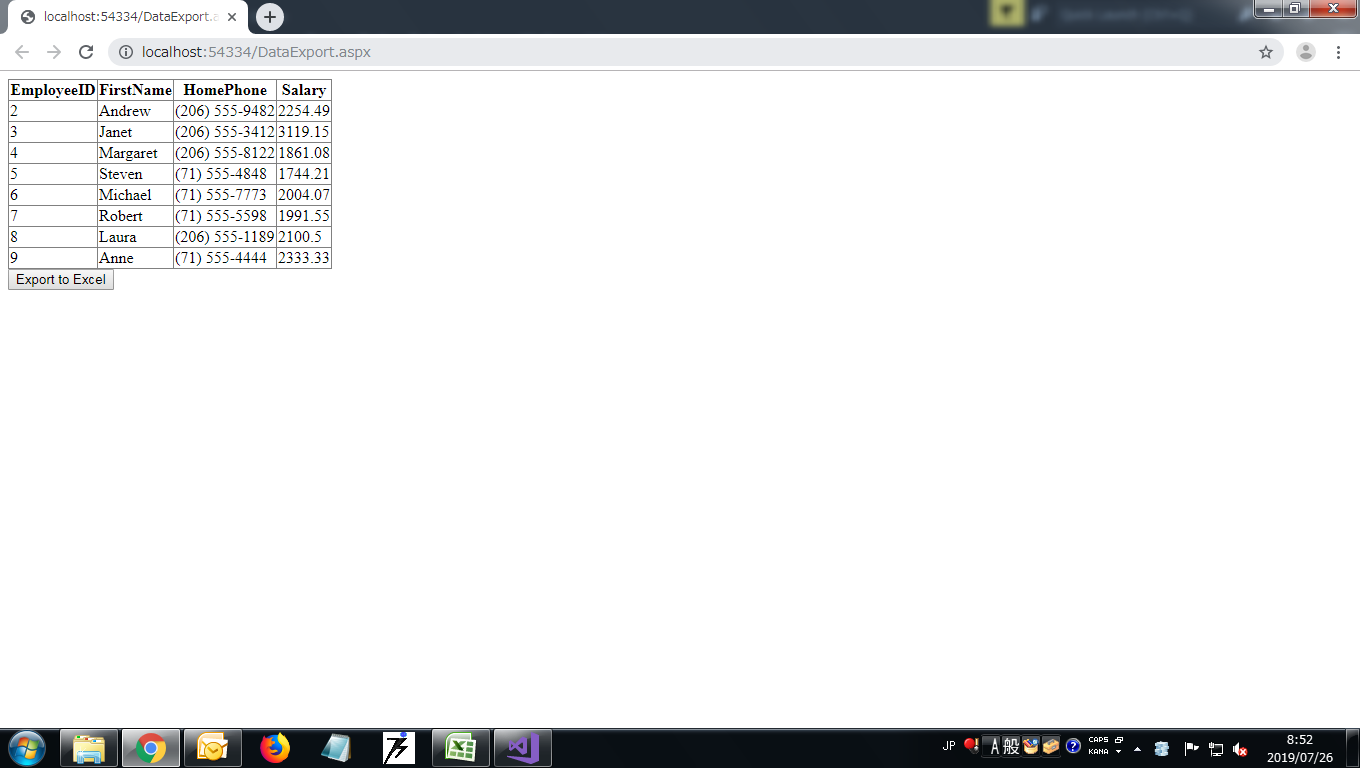 localhost:54334/DataExport.a
localhost:54334/DataExport.aspx
EmployeeID FirstName HomePhone Salary
2 Andrew (206) 555-9482 2254.49
3 Janet (206) 555-3412 3119.15
4 Margaret (206) 555-8122 1861.08
5 Steven (71) 555-4848 1744.21
6 Michael (71) 555-7773 2004.07
7 Robert (71) 555-5598 1991.55
8 Laura (206) 555-1189 2100.5
9 Anne (71) 555-4444 2333.33
Export to Excel
JP A 般 CAPS KANA 8:52
2019/07/26